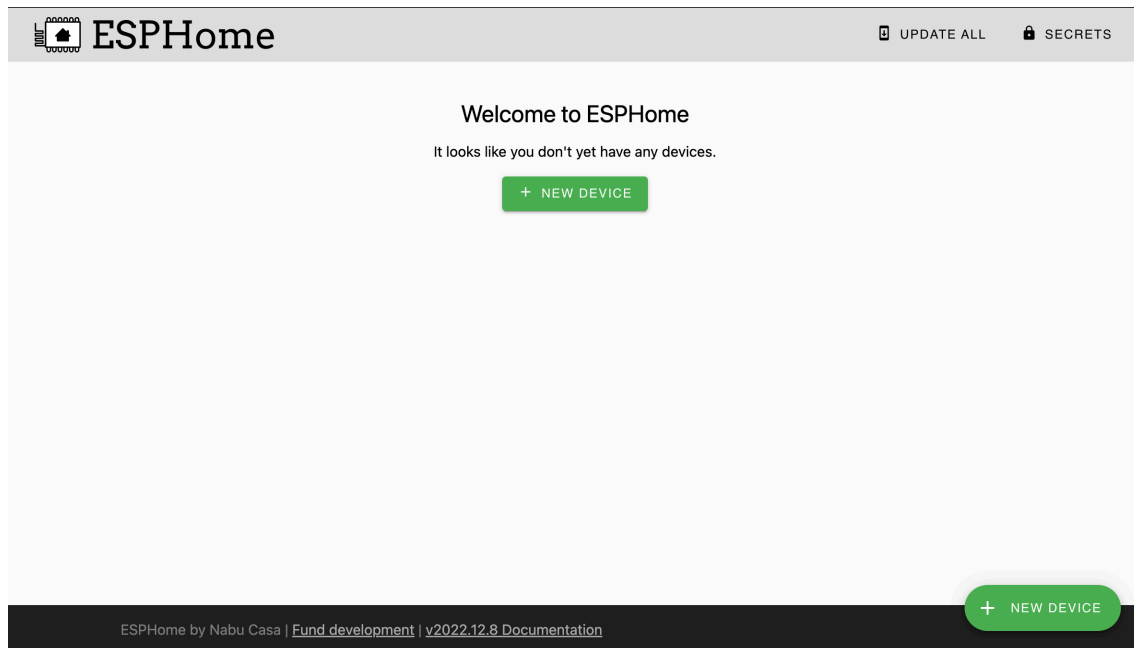 ESPHome
UPDATE ALL
SECRETS
Welcome to ESPHome
It looks like you don't yet have any devices.
+ NEW DEVICE
+ NEW DEVICE
ESPHome by Nabu Casa | Fund development | v2022.12.8 Documentation